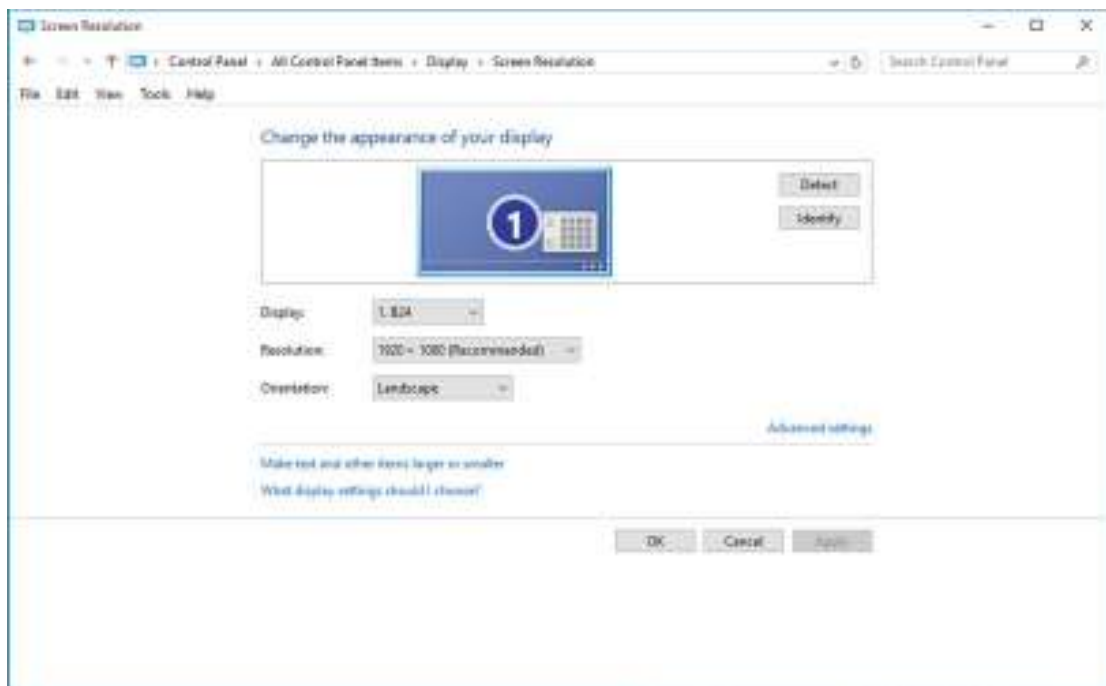 Screen Resolution
Control Panel › All Control Panel Items › Display › Screen Resolution
Search Control Panel
File Edit View Tools Help
Change the appearance of your display
1
Detect
Identify
Display: 1. B24
Resolution: 1920 × 1080 (Recommended)
Orientation: Landscape
Advanced settings
Make text and other items larger or smaller
What display settings should I choose?
OK Cancel Apply